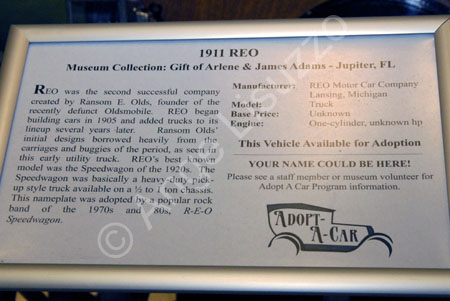 1911 REO
Museum Collection: Gift of Arlene & James Adams - Jupiter, FL
REO was the second successful company
created by Ransom E. Olds, founder of the
recently defunct Oldsmobile. REO began
building cars in 1905 and added trucks to its
lineup several years later. Ransom Olds'
initial designs borrowed heavily from the
carriages and buggies of the period, as seen in
this early utility truck. REO's best known
model was the Speedwagon of the 1920s. The
Speedwagon was basically a heavy-duty pick-
up style truck available on a ½ to 1 ton chassis.
This nameplate was adopted by a popular rock
band of the 1970s and 80s, R-E-O
Speedwagon.
Manufacturer: REO Motor Car Company
Lansing, Michigan
Model: Truck
Base Price: Unknown
Engine: One-cylinder, unknown hp
This Vehicle Available for Adoption
YOUR NAME COULD BE HERE!
Please see a staff member or museum volunteer for
Adopt A Car Program information.
ADOPT-
A-CAR